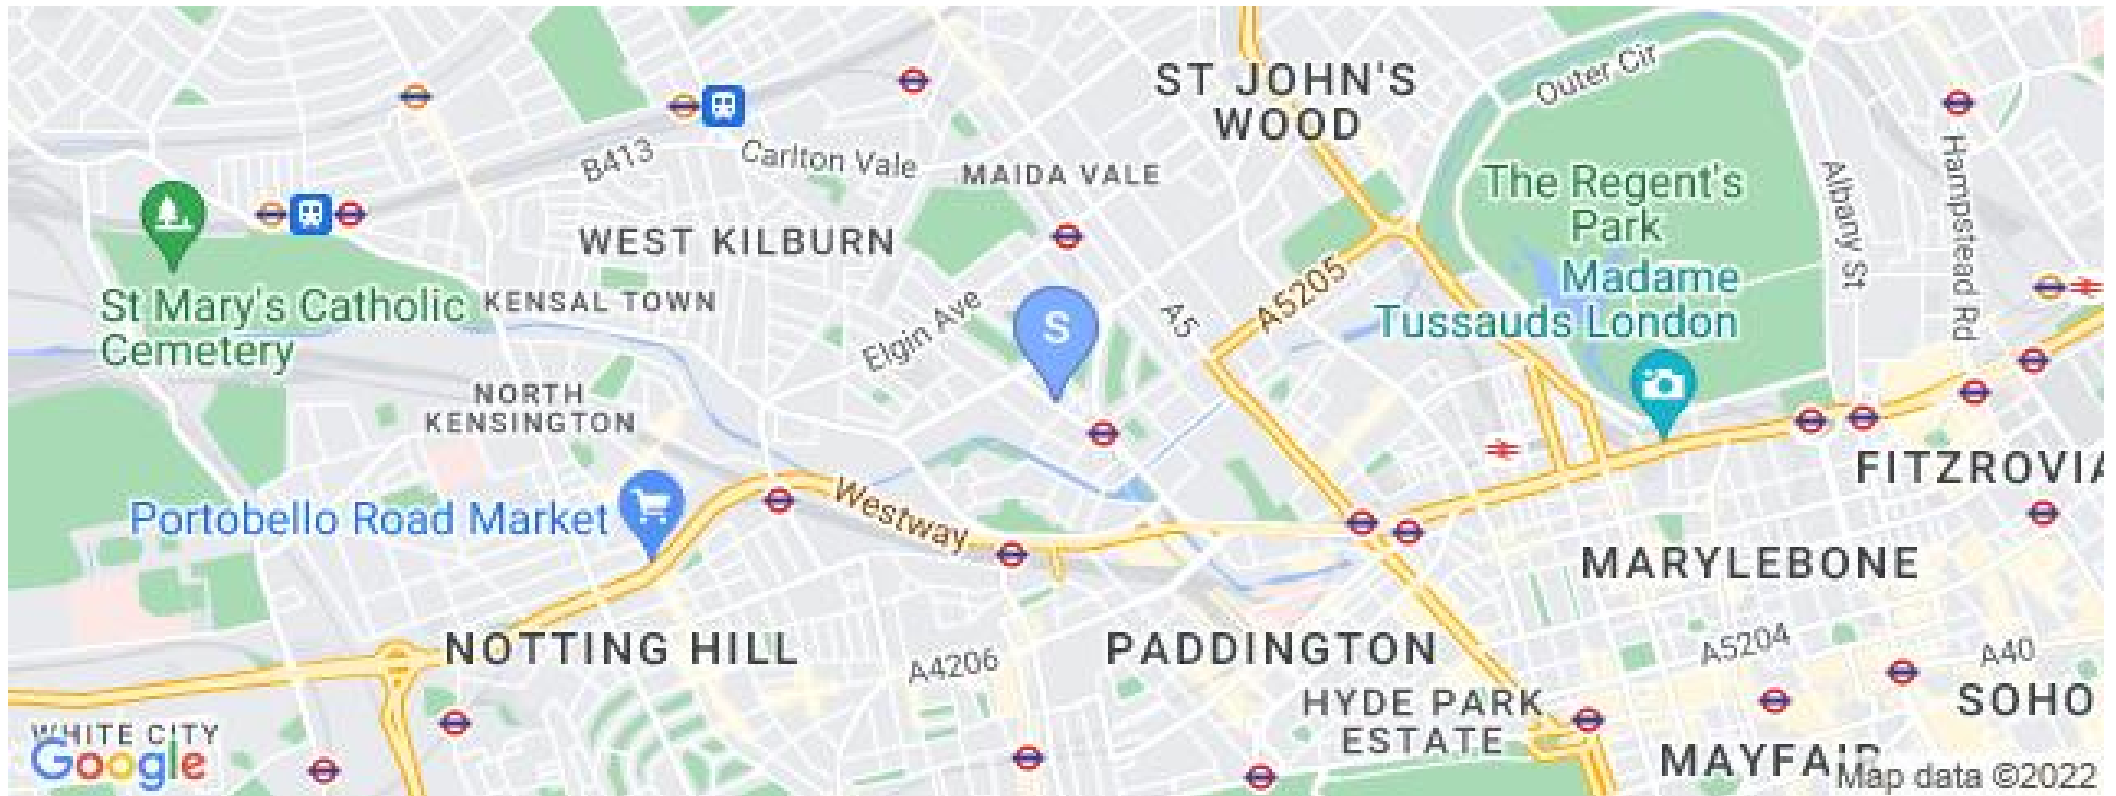 ST JOHN'S
WOOD
Outer Cir
B413
Carlton Vale
MAIDA VALE
The Regent's
Park
Albany St
Hampstead Rd
WEST KILBURN
St Mary's Catholic
Cemetery
KENSAL TOWN
Elgin Ave
S
A5
A5205
Madame
Tussauds London
NORTH
KENSINGTON
Portobello Road Market
Westway
FITZROVIA
MARYLEBONE
NOTTING HILL
A4206
PADDINGTON
A5204
A40
HYDE PARK
ESTATE
SOHO
WHITE CITY
Google
MAYFAIR
Map data ©2022